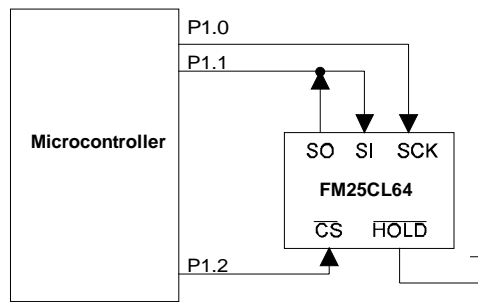 P1.0
P1.1
Microcontroller
SO SI SCK
FM25CL64
CS HOLD
P1.2